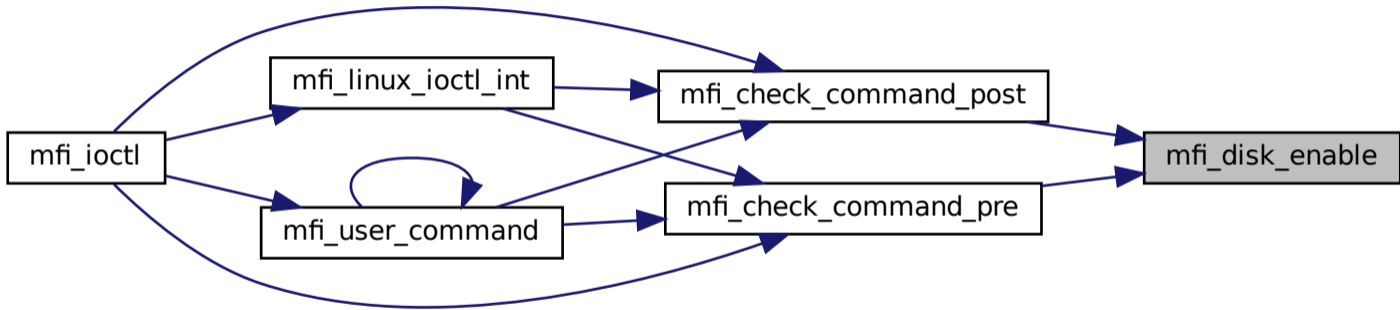 mfi_linux_ioctl_int
mfi_check_command_post
mfi_ioctl
mfi_disk_enable
mfi_check_command_pre
mfi_user_command